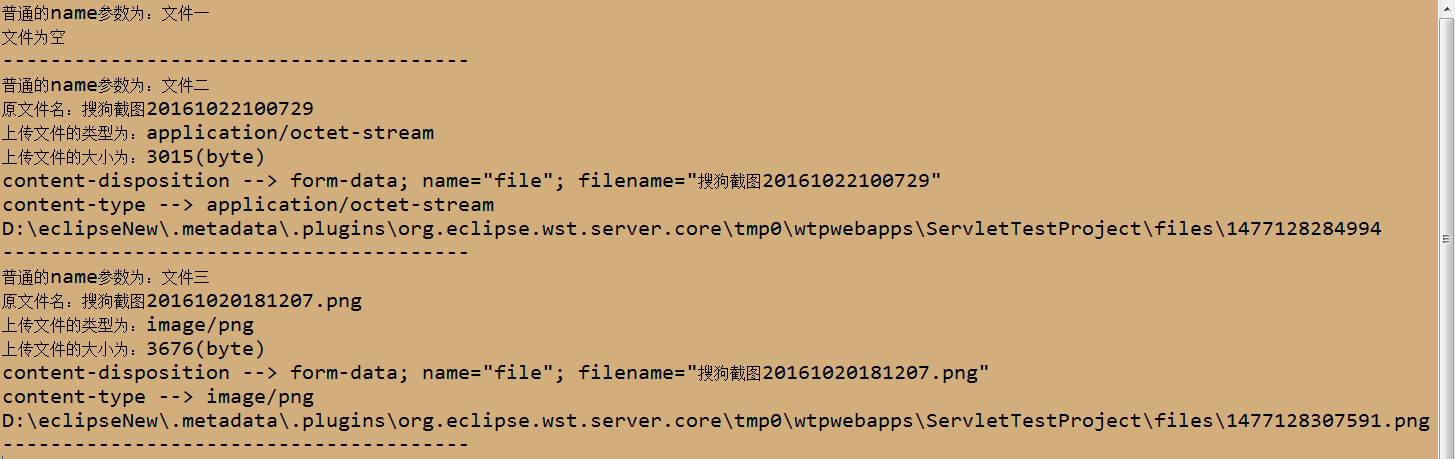 普通的name参数为：文件一
文件为空
---------------------------------------
普通的name参数为：文件二
原文件名：搜狗截图20161022100729
上传文件的类型为：application/octet-stream
上传文件的大小为：3015(byte)
content-disposition --> form-data; name="file"; filename="搜狗截图20161022100729"
content-type --> application/octet-stream
D:\eclipseNew\.metadata\.plugins\org.eclipse.wst.server.core\tmp0\wtpwebapps\ServletTestProject\files\1477128284994
---------------------------------------
普通的name参数为：文件三
原文件名：搜狗截图20161020181207.png
上传文件的类型为：image/png
上传文件的大小为：3676(byte)
content-disposition --> form-data; name="file"; filename="搜狗截图20161020181207.png"
content-type --> image/png
D:\eclipseNew\.metadata\.plugins\org.eclipse.wst.server.core\tmp0\wtpwebapps\ServletTestProject\files\1477128307591.png
---------------------------------------